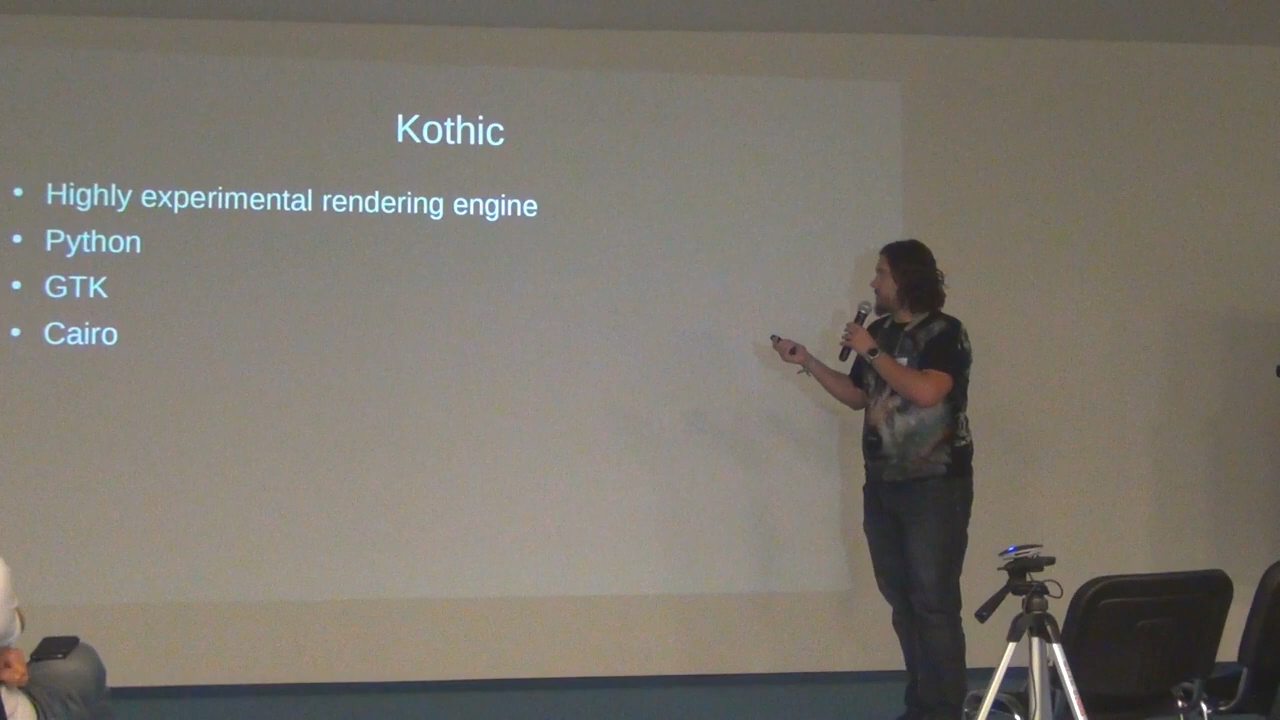 Kothic
• Highly experimental rendering engine
• Python
• GTK
• Cairo